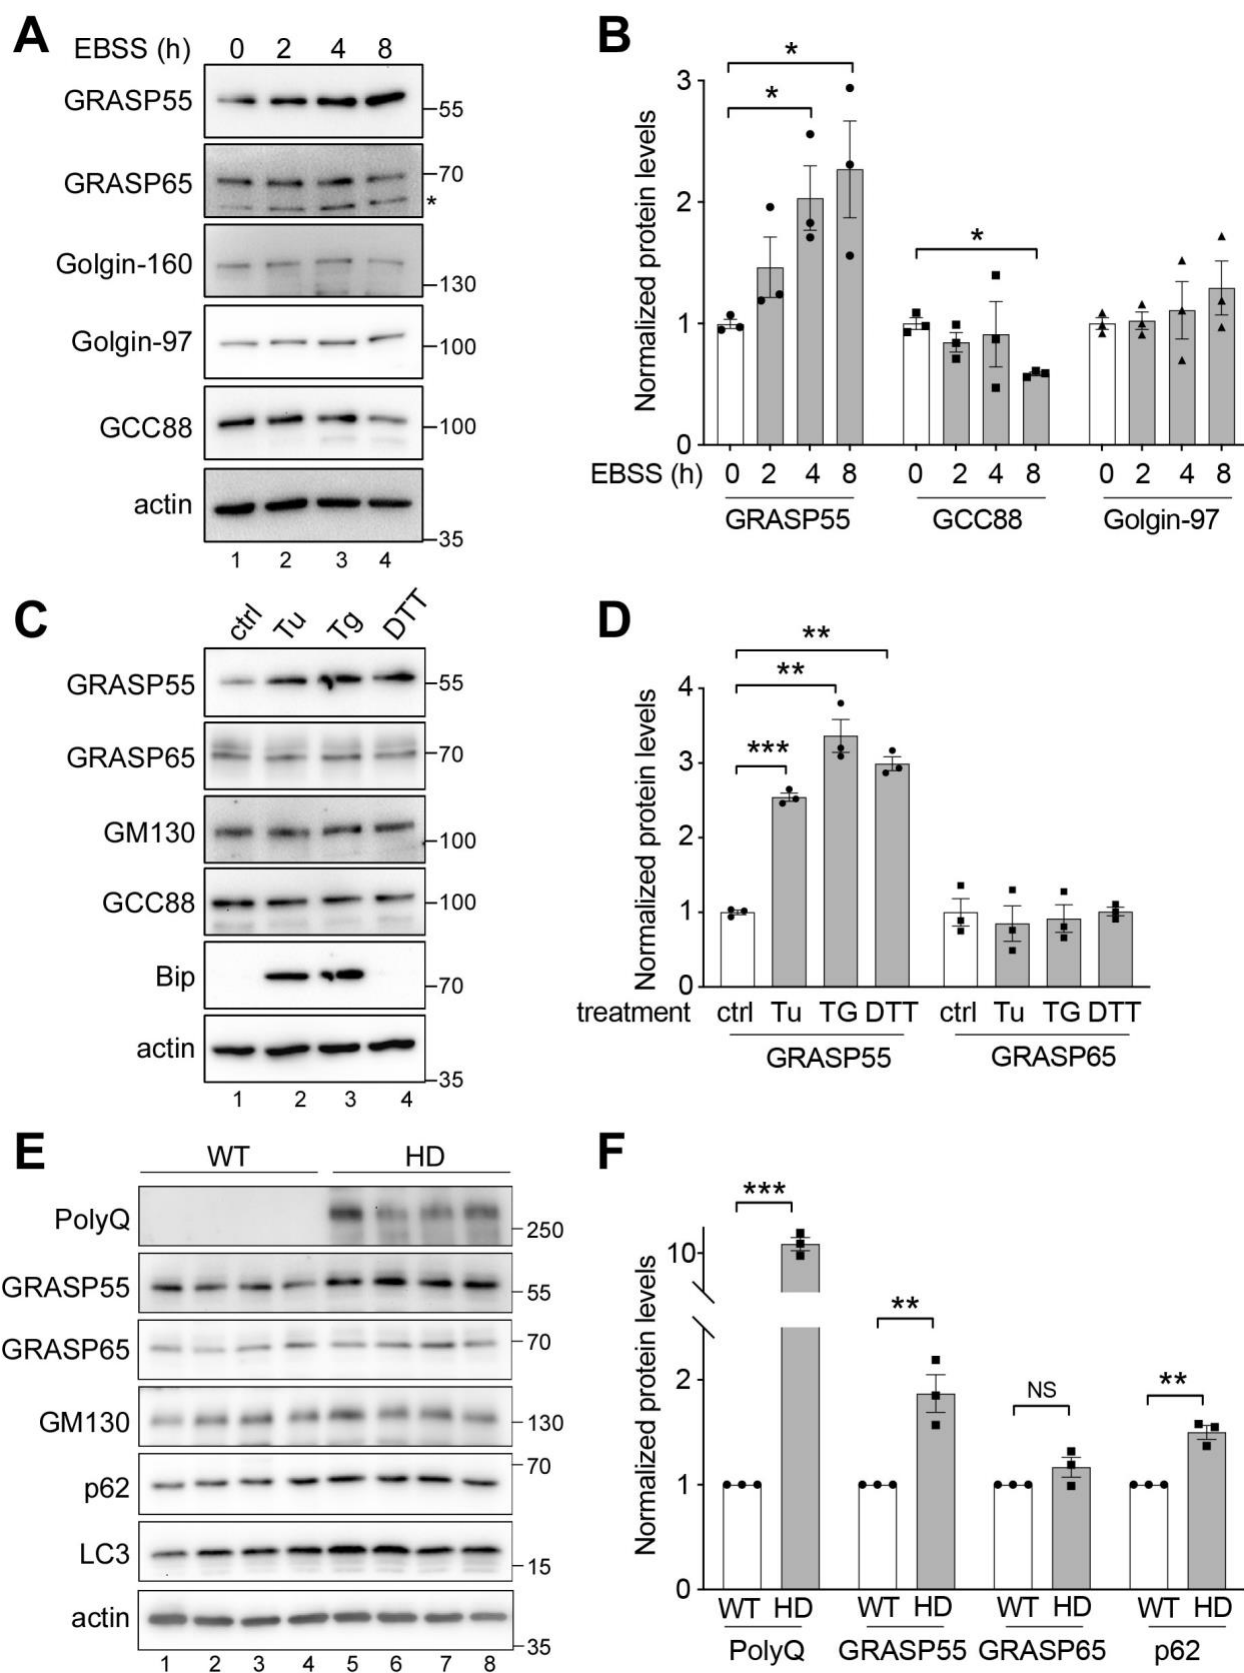 A
EBSS (h) 0 2 4 8
GRASP55
55
GRASP65
70
*
Golgin-160
130
Golgin-97
100
GCC88
100
actin
35
1 2 3 4
B
* 
*
*
Normalized protein levels
3
2
1
0
EBSS (h) 0 2 4 8 0 2 4 8 0 2 4 8
GRASP55 GCC88 Golgin-97
C
ctrl Tu Tg DTT
GRASP55
55
GRASP65
70
GM130
100
GCC88
100
Bip
70
actin
35
1 2 3 4
D
**
**
***
Normalized protein levels
4
3
2
1
0
treatment ctrl Tu TG DTT ctrl Tu TG DTT
GRASP55 GRASP65
E
WT HD
PolyQ
250
GRASP55
55
GRASP65
70
GM130
130
p62
70
LC3
15
actin
35
1 2 3 4 5 6 7 8
F
***
**
NS
**
Normalized protein levels
10
2
1
0
WT HD WT HD WT HD WT HD
PolyQ GRASP55 GRASP65 p62